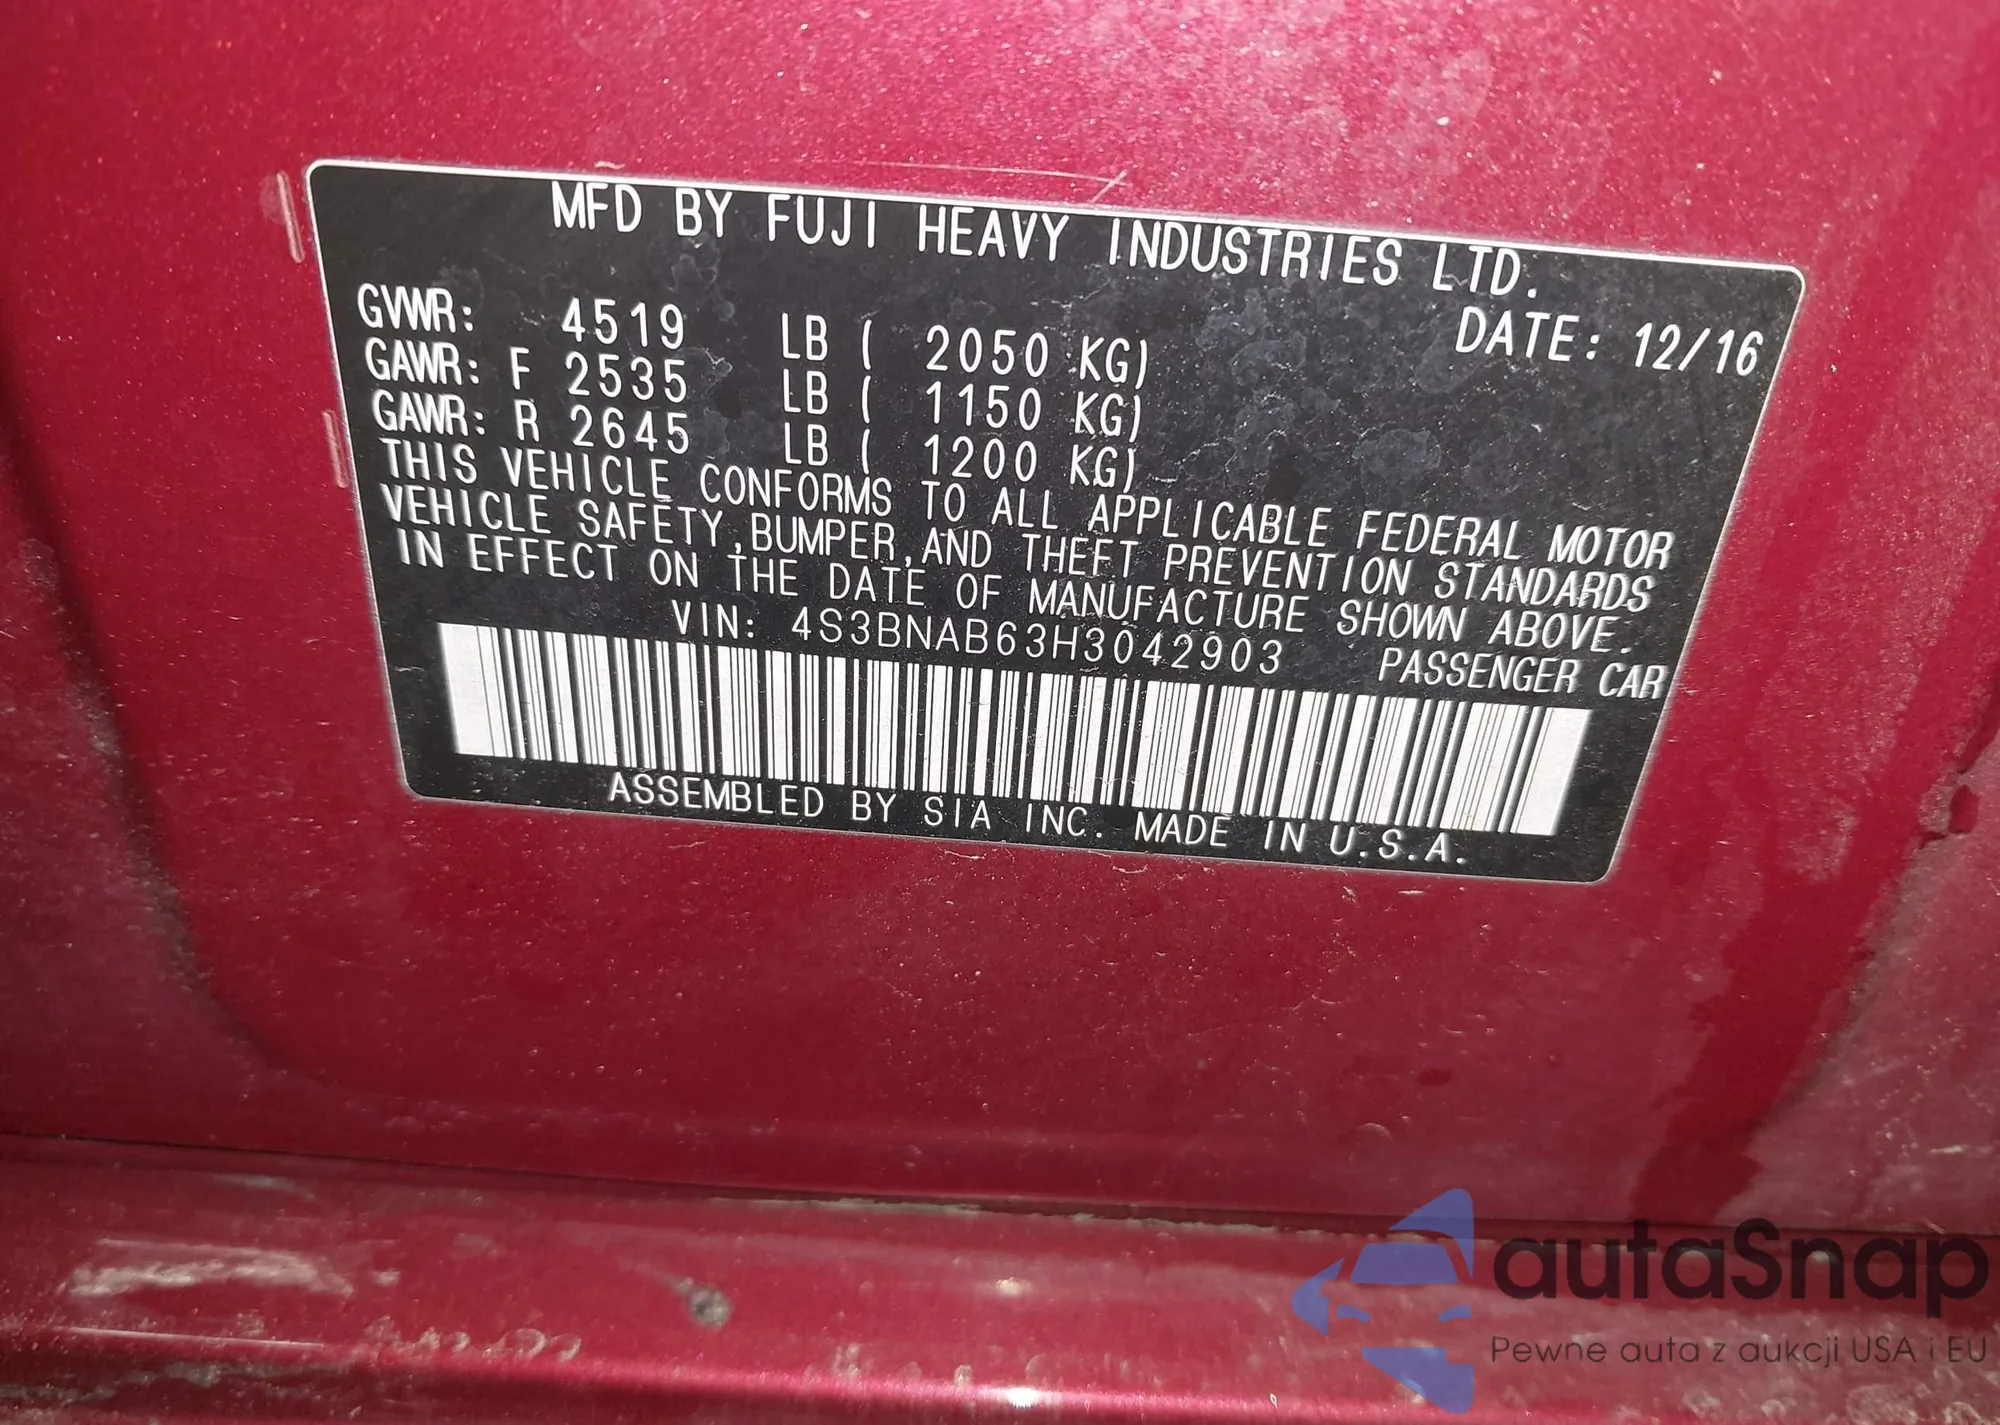 MFD BY FUJI HEAVY INDUSTRIES LTD.
DATE: 12/16
GVWR: 4519 LB ( 2050 KG)
GAWR: F 2535 LB ( 1150 KG)
GAWR: R 2645 LB ( 1200 KG)
THIS VEHICLE CONFORMS TO ALL APPLICABLE FEDERAL MOTOR
VEHICLE SAFETY,BUMPER,AND THEFT PREVENTION STANDARDS
IN EFFECT ON THE DATE OF MANUFACTURE SHOWN ABOVE.
VIN: 4S3BNAB63H3042903 PASSENGER CAR
ASSEMBLED BY SIA INC. MADE IN U.S.A.
autaSnap
Pewne auta z aukcji USA i EU